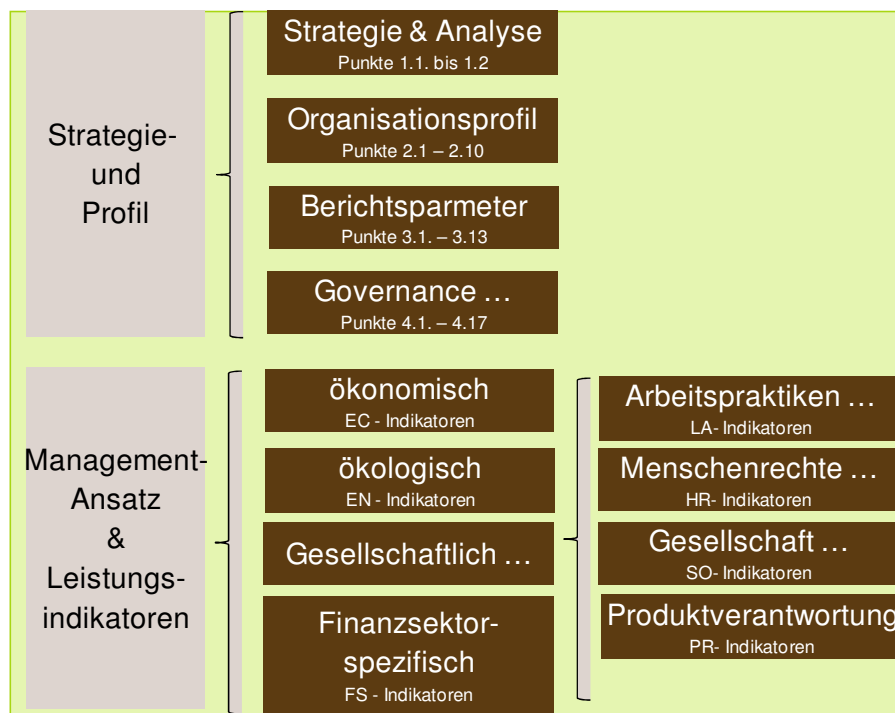 Strategie-
und
Profil
Strategie & Analyse
Punkte 1.1. bis 1.2
Organisationsprofil
Punkte 2.1 – 2.10
Berichtsparmeter
Punkte 3.1. – 3.13
Governance …
Punkte 4.1. – 4.17
Management-
Ansatz
&
Leistungs-
indikatoren
ökonomisch
EC - Indikatoren
ökologisch
EN - Indikatoren
Gesellschaftlich …
Finanzsektor-
spezifisch
FS - Indikatoren
Arbeitspraktiken …
LA- Indikatoren
Menschenrechte …
HR- Indikatoren
Gesellschaft …
SO- Indikatoren
Produktverantwortung
PR- Indikatoren